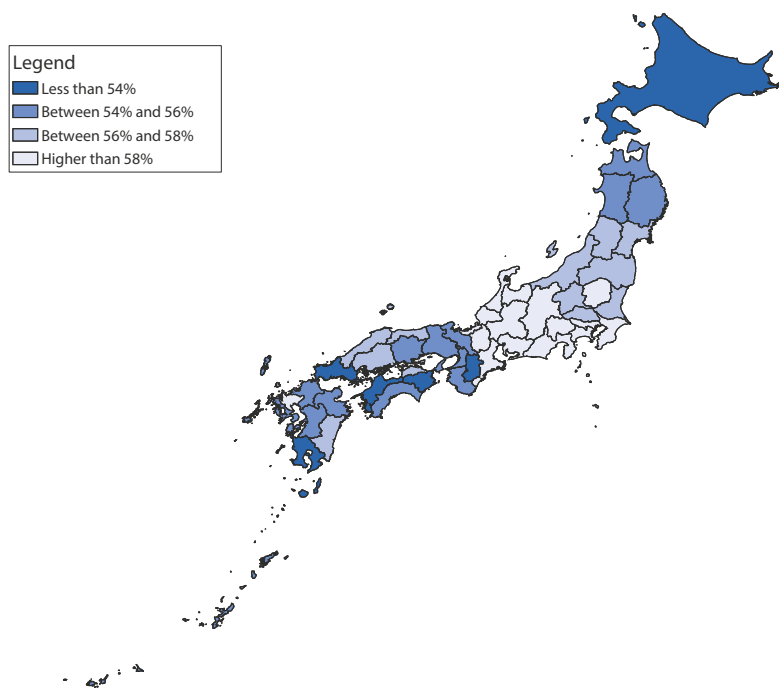 Legend
Less than 54%
Between 54% and 56%
Between 56% and 58%
Higher than 58%